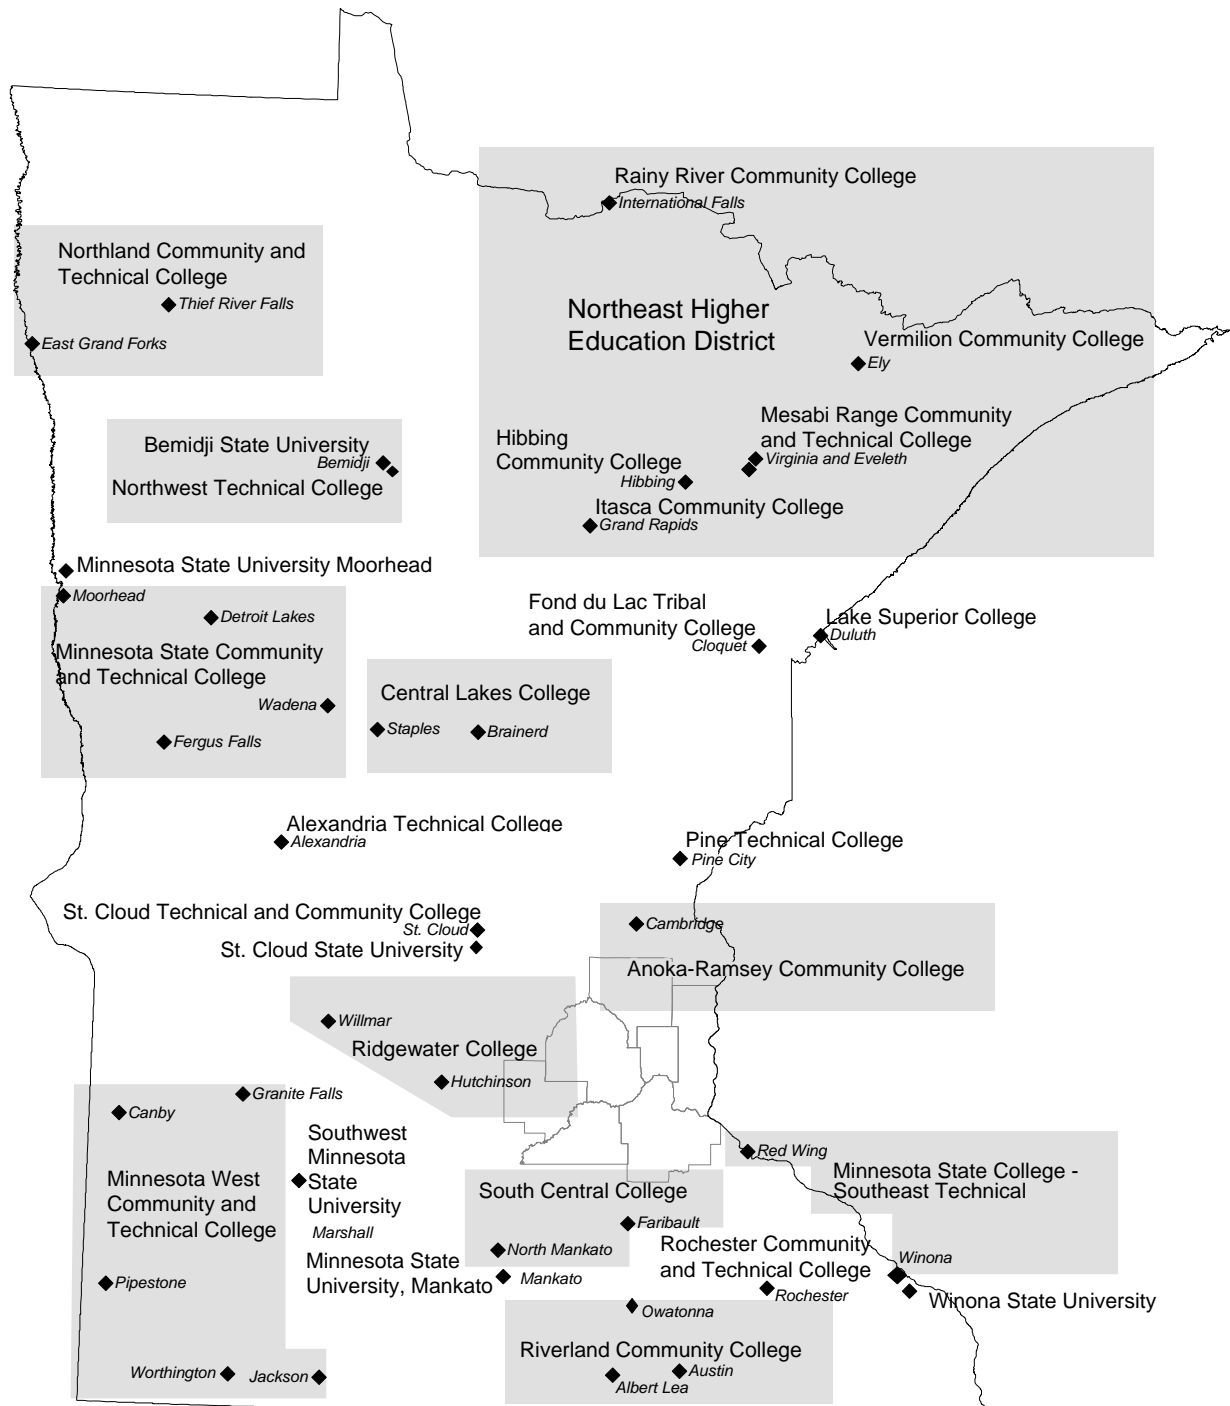 Rainy River Community College
International Falls
Northland Community and
Technical College
Thief River Falls
East Grand Forks
Northeast Higher
Education District
Vermilion Community College
Ely
Mesabi Range Community
and Technical College
Virginia and Eveleth
Hibbing
Community College
Hibbing
Itasca Community College
Grand Rapids
Bemidji State University
Bemidji
Northwest Technical College
Minnesota State University Moorhead
Moorhead
Detroit Lakes
Minnesota State Community
and Technical College
Wadena
Fergus Falls
Fond du Lac Tribal
and Community College
Cloquet
Lake Superior College
Duluth
Central Lakes College
Staples
Brainerd
Alexandria Technical College
Alexandria
Pine Technical College
Pine City
St. Cloud Technical and Community College
St. Cloud
St. Cloud State University
Cambridge
Anoka-Ramsey Community College
Willmar
Ridgewater College
Hutchinson
Granite Falls
Canby
Minnesota West
Community and
Technical College
Pipestone
Worthington
Jackson
Southwest
Minnesota
State
University
Marshall
Minnesota State
University, Mankato
Mankato
South Central College
Faribault
North Mankato
Red Wing
Minnesota State College -
Southeast Technical
Winona
Winona State University
Rochester Community
and Technical College
Rochester
Owatonna
Riverland Community College
Austin
Albert Lea